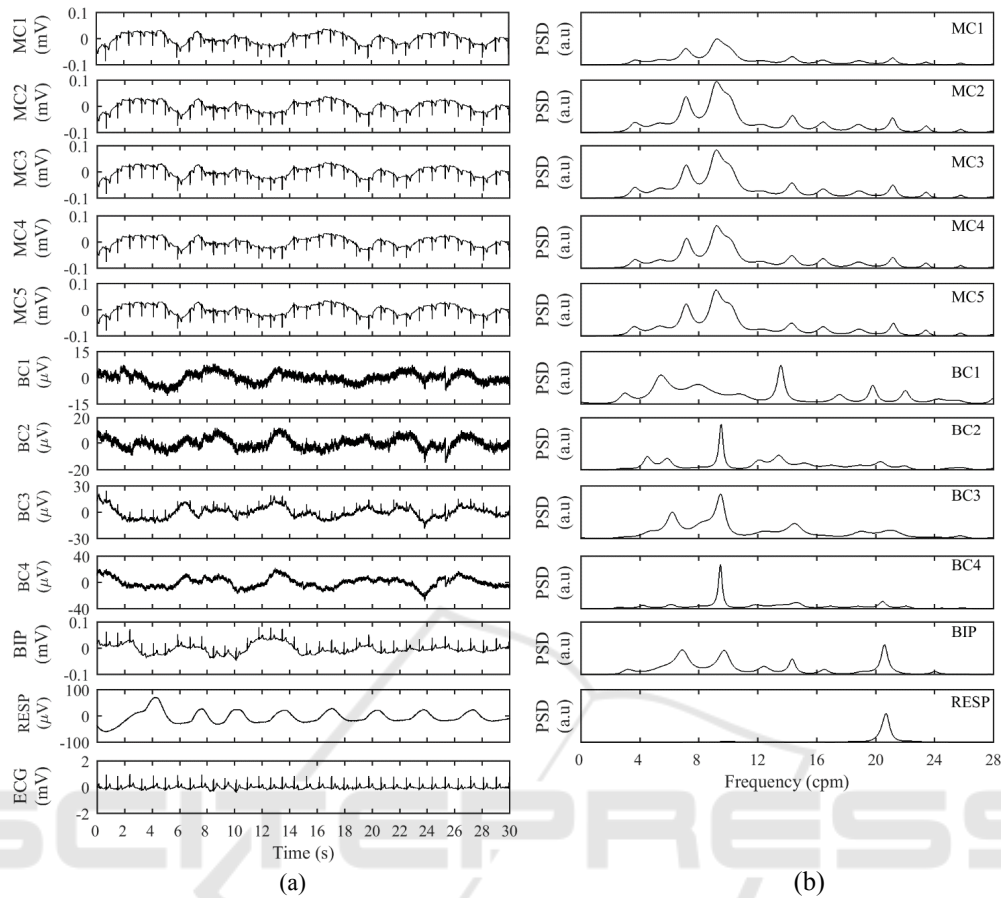 MC1
(mV)
0.1
0
-0.1
MC2
(mV)
0.1
0
-0.1
MC3
(mV)
0.1
0
-0.1
MC4
(mV)
0.1
0
-0.1
MC5
(mV)
0.1
0
-0.1
BC1
(μV)
15
0
-15
BC2
(μV)
20
0
-20
BC3
(μV)
30
0
-30
BC4
(μV)
40
0
-40
BIP
(mV)
0.1
0
-0.1
RESP
(μV)
100
0
-100
ECG
(mV)
2
0
-2
0 2 4 6 8 10 12 14 16 18 20 22 24 26 28 30
Time (s)
(a)
PSD
(a.u)
MC1
PSD
(a.u)
MC2
PSD
(a.u)
MC3
PSD
(a.u)
MC4
PSD
(a.u)
MC5
PSD
(a.u)
BC1
PSD
(a.u)
BC2
PSD
(a.u)
BC3
PSD
(a.u)
BC4
PSD
(a.u)
BIP
PSD
(a.u)
RESP
0 4 8 12 16 20 24 28
Frequency (cpm)
(b)
SCITEPRESS